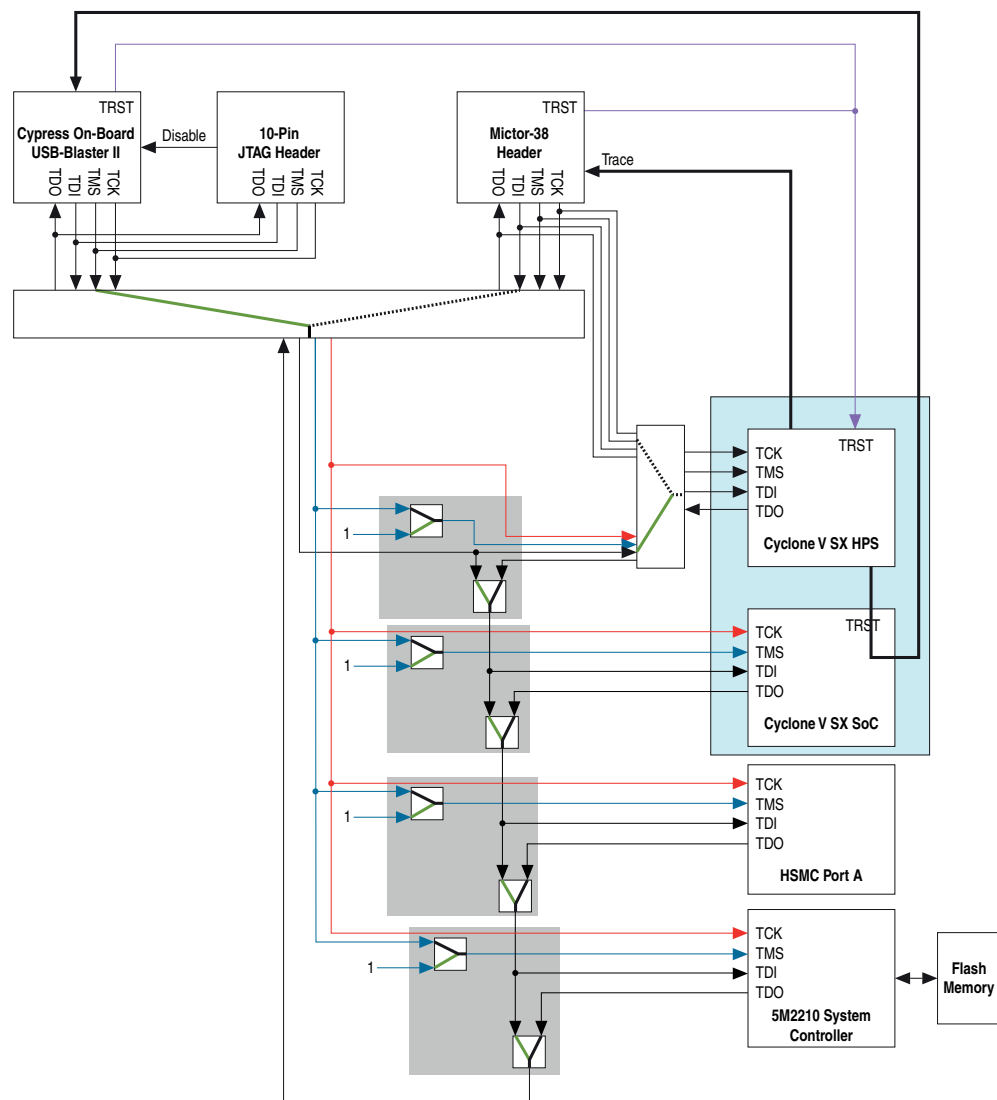 TRST
Cypress On-Board
USB-Blaster II
TDO
TDI
TMS
TCK
Disable
10-Pin
JTAG Header
TDO
TDI
TMS
TCK
TRST
Mictor-38
Header
TDO
TDI
TMS
TCK
Trace
TRST
TCK
TMS
TDI
TDO
Cyclone V SX HPS
1
TRST
TCK
TMS
TDI
TDO
Cyclone V SX SoC
1
TCK
TMS
TDI
TDO
HSMC Port A
1
TCK
TMS
TDI
TDO
5M2210 System
Controller
1
Flash
Memory